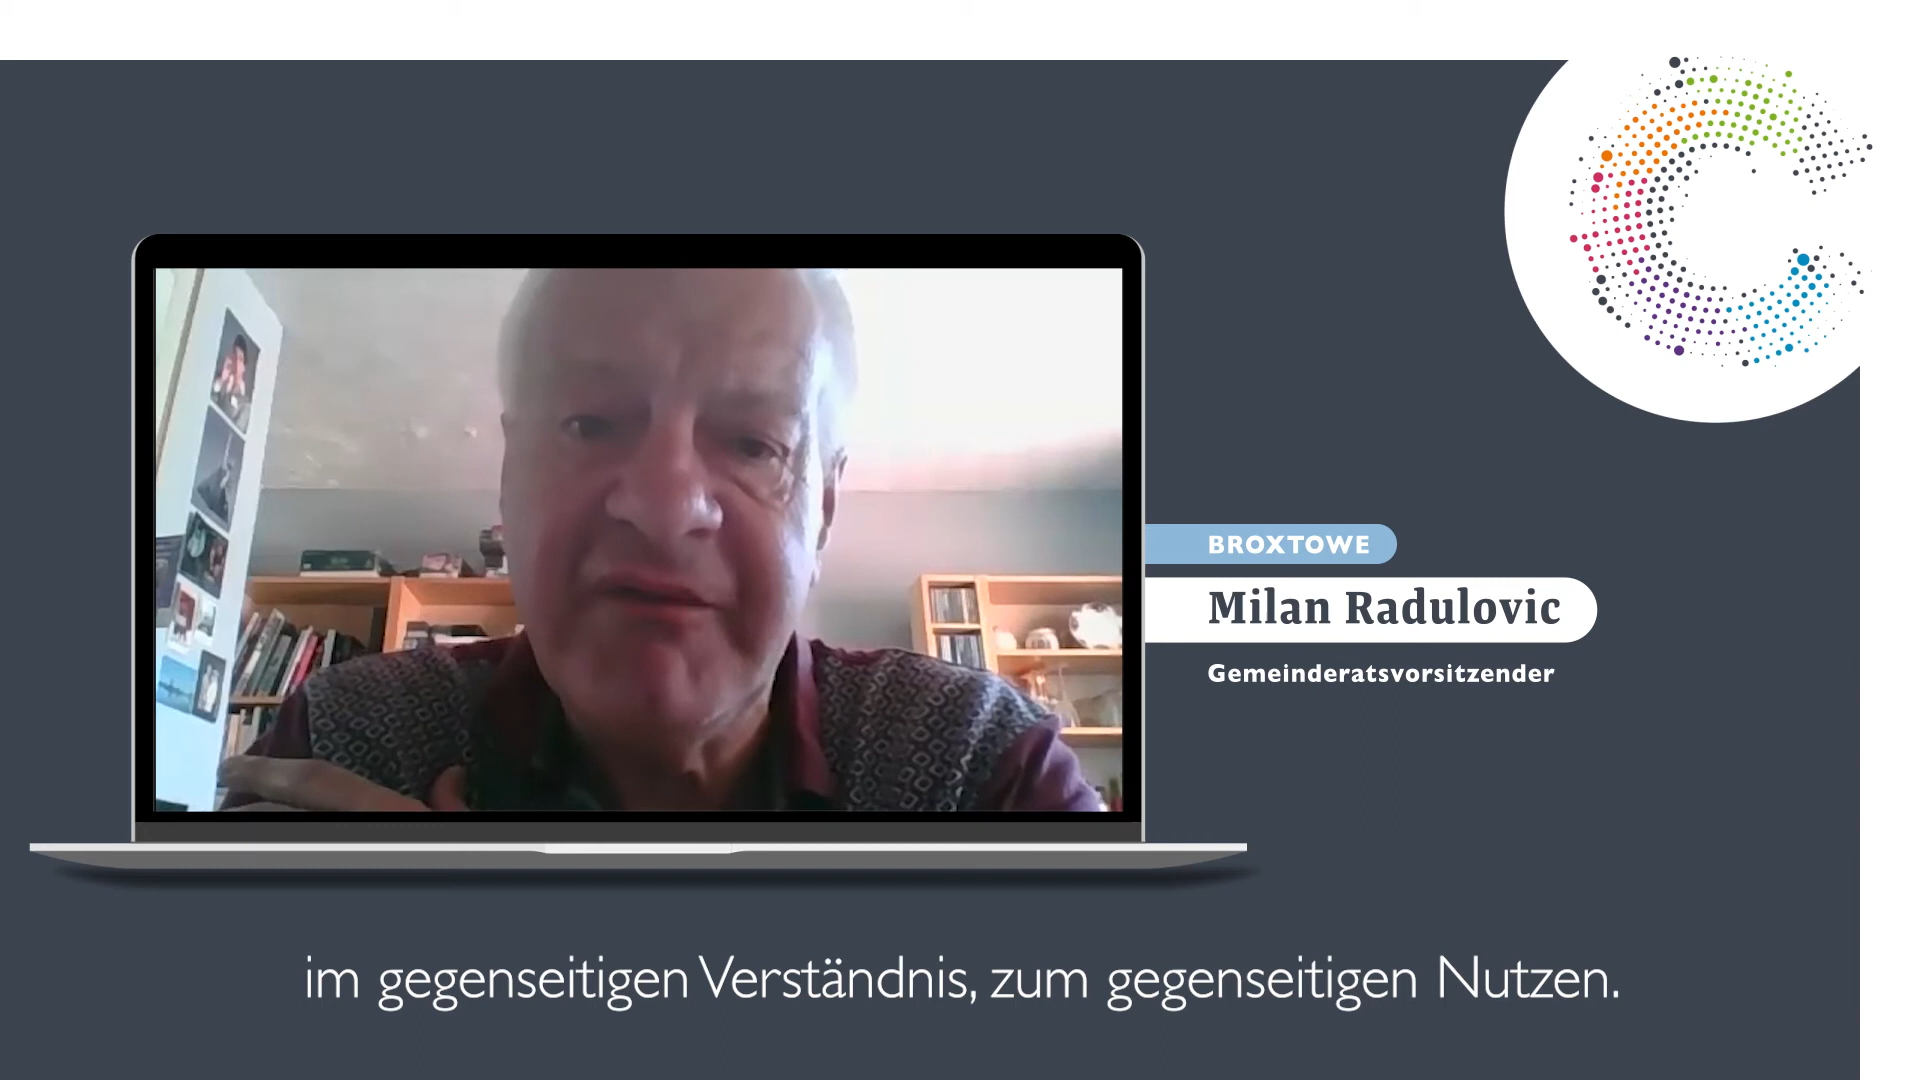 BROXTOWE
Milan Radulovic
Gemeinderatsvorsitzender
im gegenseitigen Verständnis, zum gegenseitigen Nutzen.